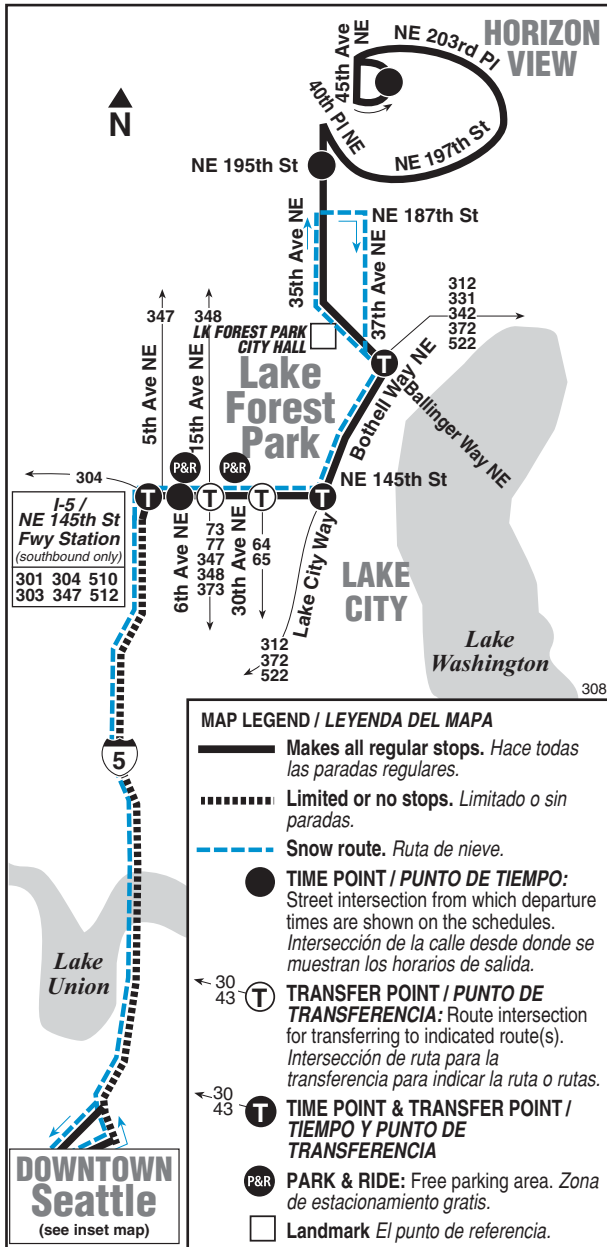 HORIZON
VIEW
45th Ave
NE
NE 203rd Pl
40th Pl NE
NE 197th St
N
NE 195th St
NE 187th St
35th Ave NE
37th Ave NE
312
331
342
372
522
347
348
LK FOREST PARK
CITY HALL
5th Ave NE
15th Ave NE
Lake
Forest
Park
Bothell Way NE
Ballinger Way NE
P&R
P&R
304
T
T
T
T
T
NE 145th St
I-5 /
NE 145th St
Fwy Station
(southbound only)
301 304 510
303 347 512
6th Ave NE
73
77
347
348
373
30th Ave NE
64
65
Lake City Way
LAKE
CITY
312
372
522
Lake
Washington
308
5
Lake
Union
DOWNTOWN
Seattle
(see inset map)
MAP LEGEND / LEYENDA DEL MAPA
Makes all regular stops. Hace todas
las paradas regulares.
Limited or no stops. Limitado o sin
paradas.
Snow route. Ruta de nieve.
TIME POINT / PUNTO DE TIEMPO:
Street intersection from which departure
times are shown on the schedules.
Intersección de la calle desde donde se
muestran los horarios de salida.
30
43
T
TRANSFER POINT / PUNTO DE
TRANSFERENCIA: Route intersection
for transferring to indicated route(s).
Intersección de ruta para la
transferencia para indicar la ruta o rutas.
30
43
T
TIME POINT & TRANSFER POINT /
TIEMPO Y PUNTO DE
TRANSFERENCIA
P&R
PARK & RIDE: Free parking area. Zona
de estacionamiento gratis.
Landmark El punto de referencia.